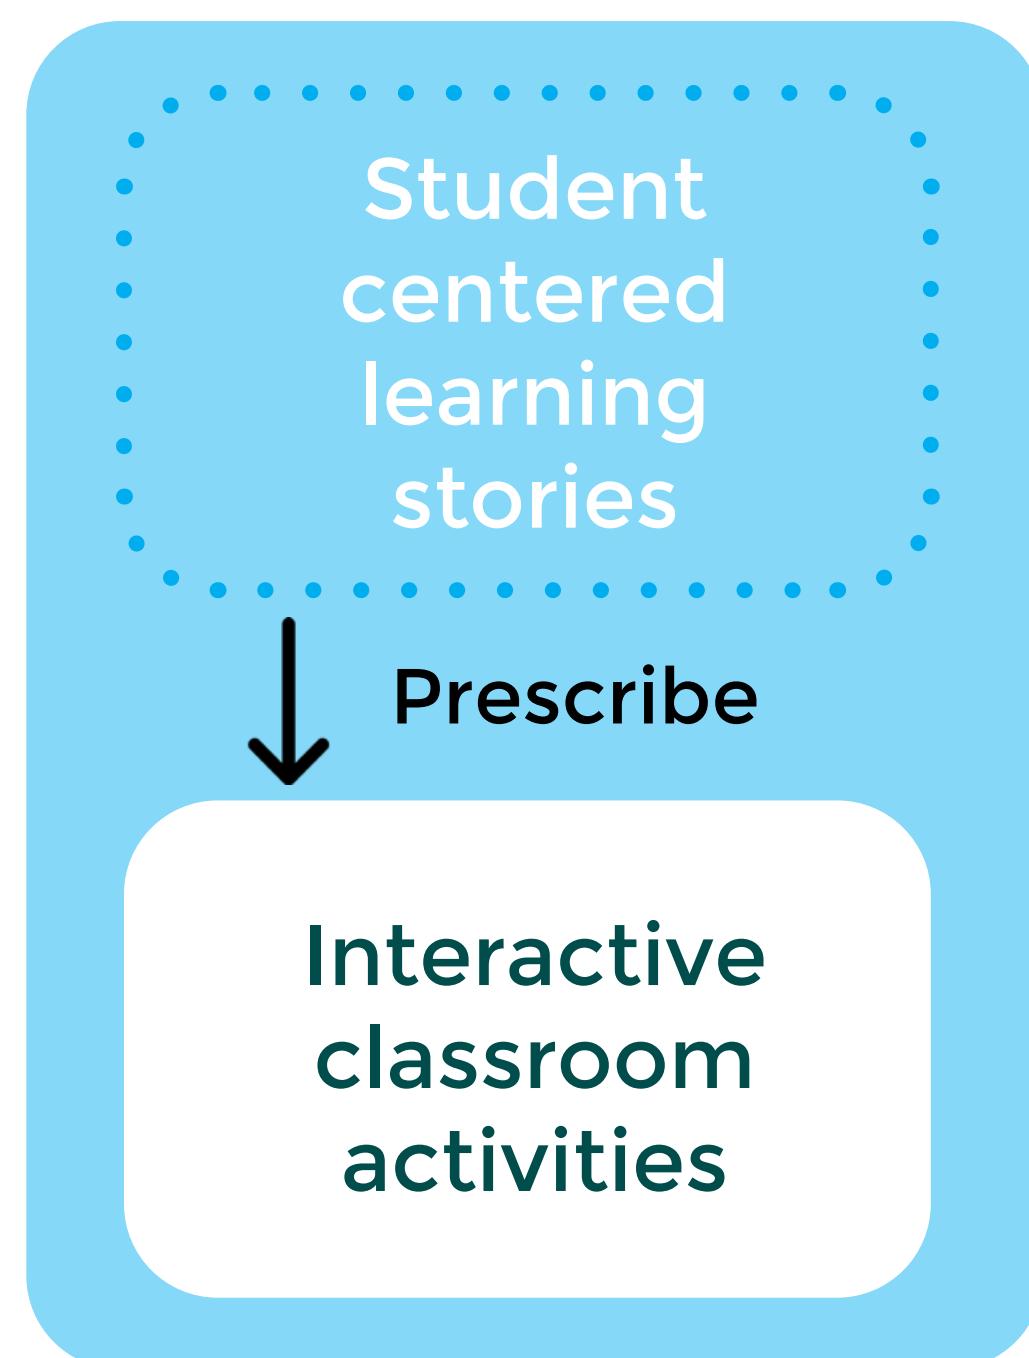 Student
centered
learning
stories
Prescribe
Interactive
classroom
activities